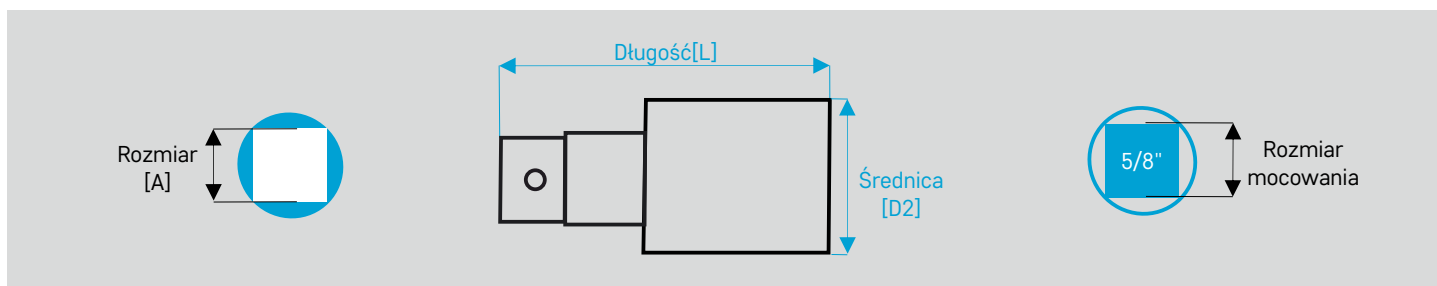 Długość[L]
Rozmiar
[A]
Średnica
[D2]
5/8"
Rozmiar
mocowania